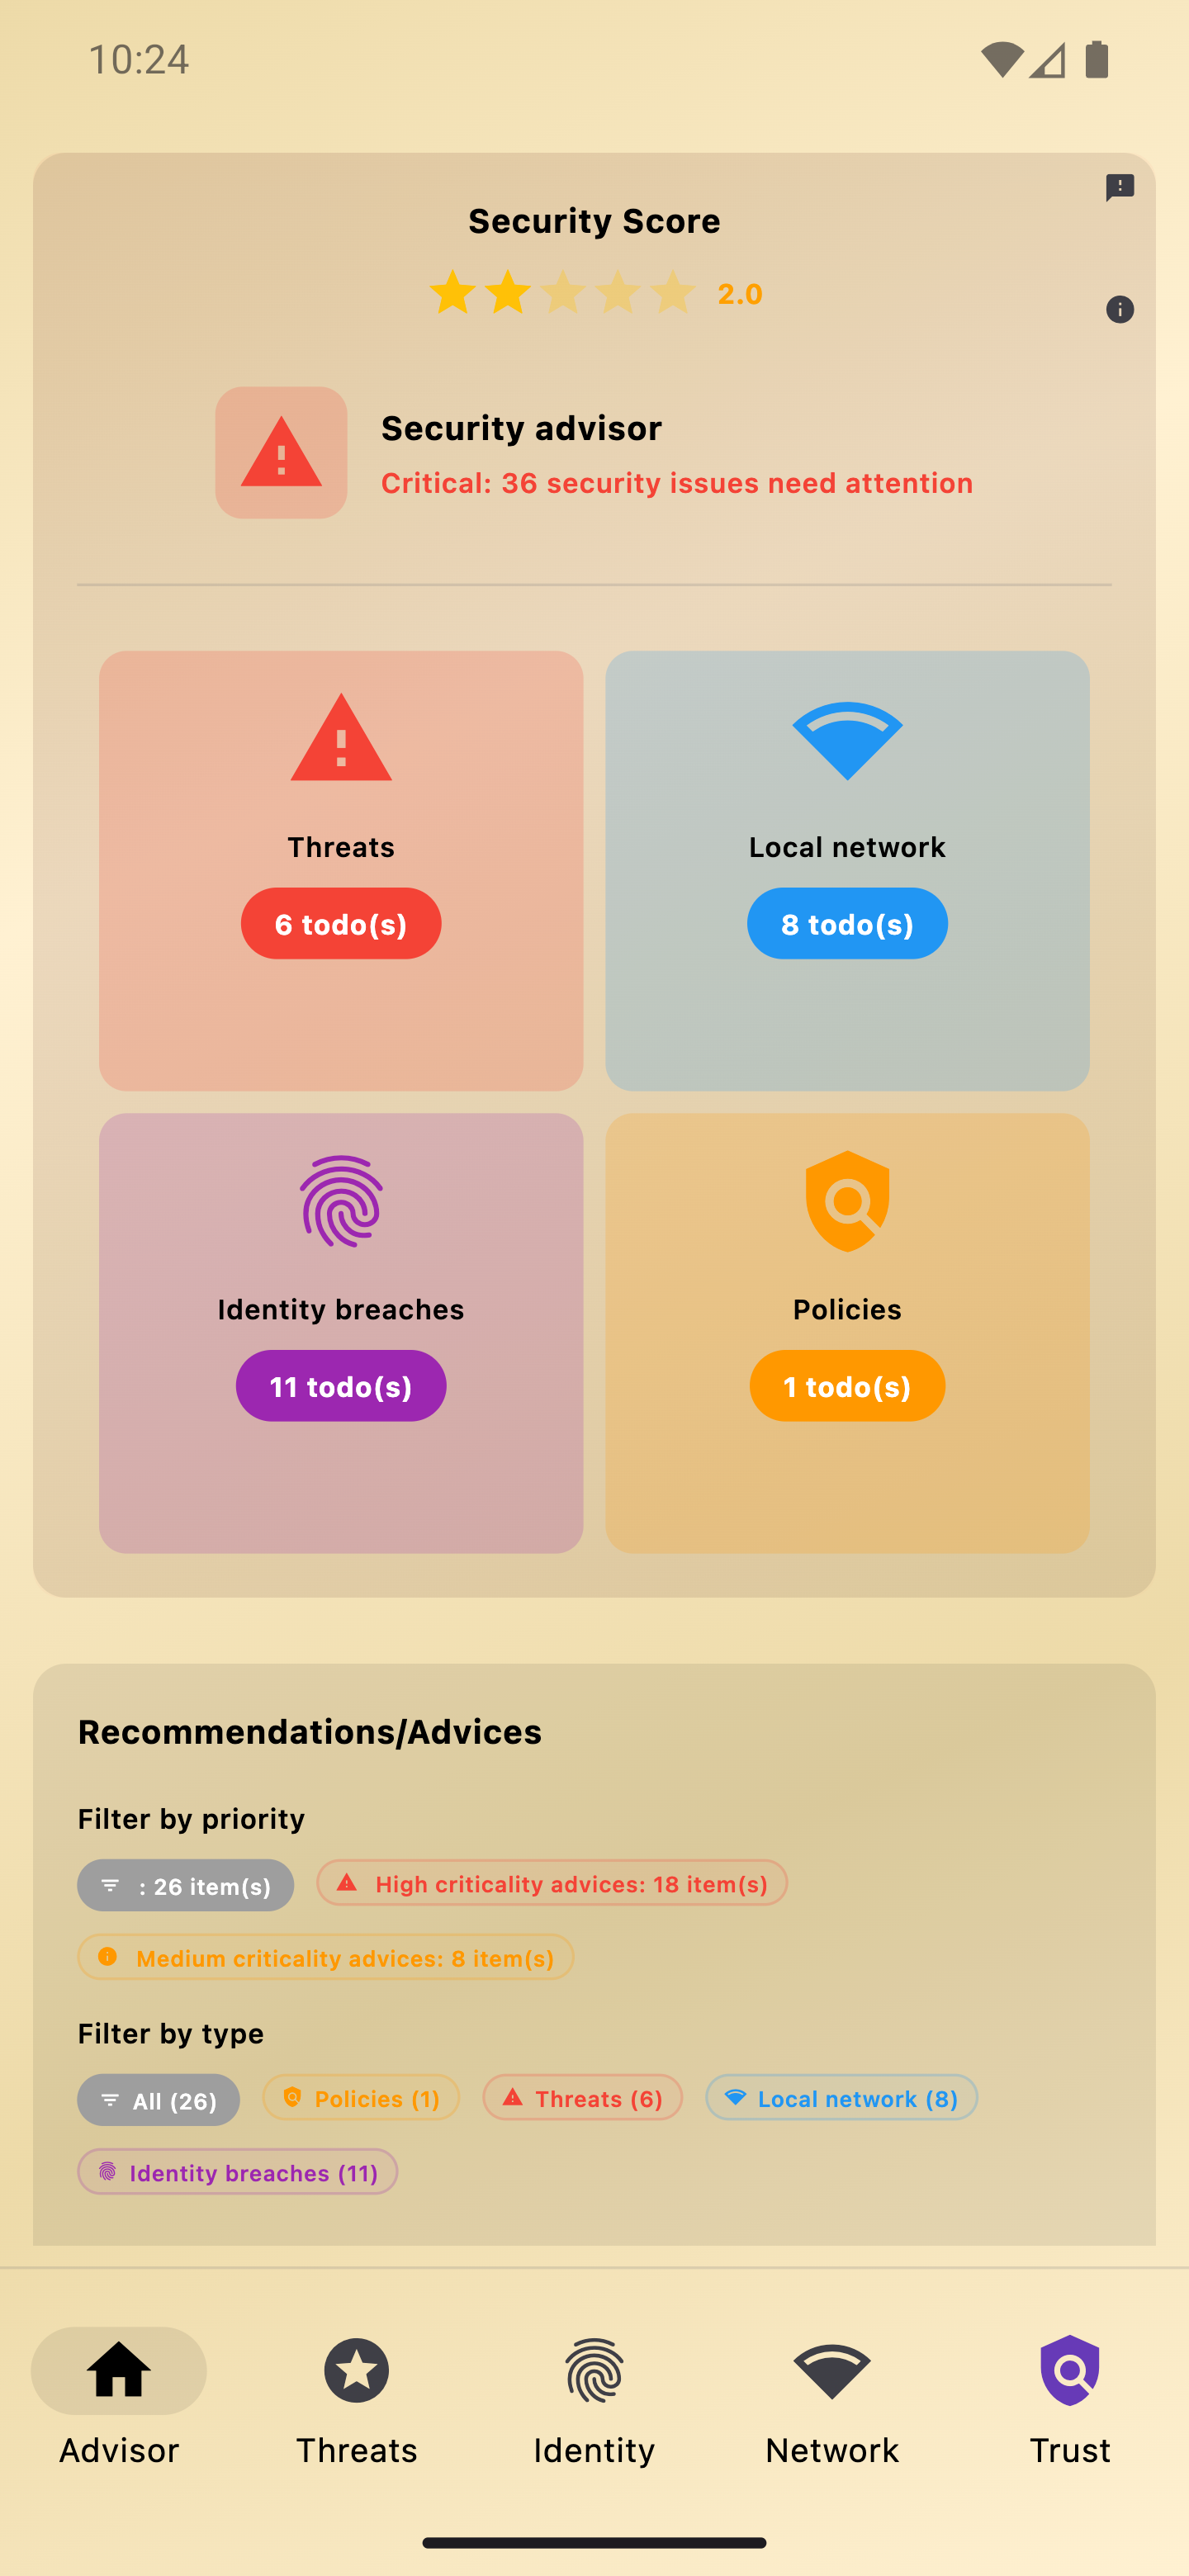 10:24
Security Score
2.0
Security advisor
Critical: 36 security issues need attention
Threats
6 todo(s)
Local network
8 todo(s)
Identity breaches
11 todo(s)
Policies
1 todo(s)
Recommendations/Advices
Filter by priority
: 26 item(s)
High criticality advices: 18 item(s)
Medium criticality advices: 8 item(s)
Filter by type
All (26)
Policies (1)
Threats (6)
Local network (8)
Identity breaches (11)
Advisor
Threats
Identity
Network
Trust